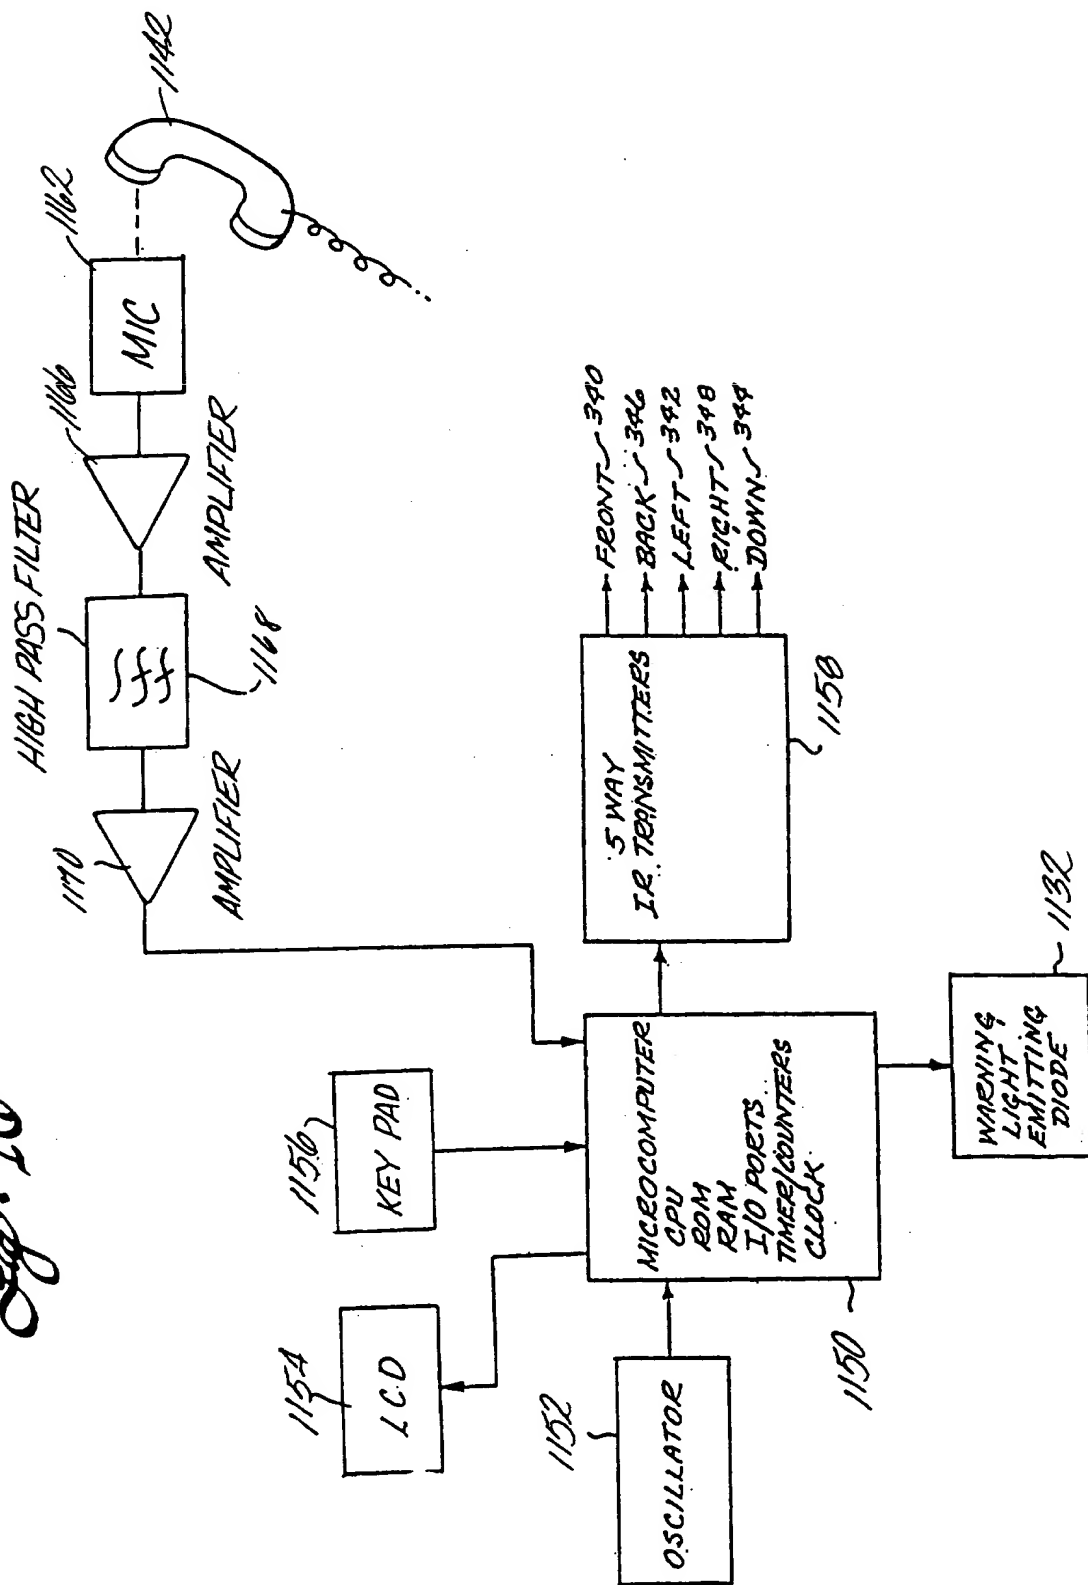 1142
1162
MIC
1166
AMPLIFIER
HIGH PASS FILTER
1168
1170
AMPLIFIER
FRONT 340
BACK 346
LEFT 342
RIGHT 348
DOWN 344
5 WAY
I.R. TRANSMITTERS
1158
1156
KEY PAD
1154
LCD
MICROCOMPUTER
CPU
ROM
RAM
I/O PORTS
TIMER/COUNTERS
CLOCK
1150
1152
OSCILLATOR
WARNING
LIGHT
EMITTING
DIODE
1132